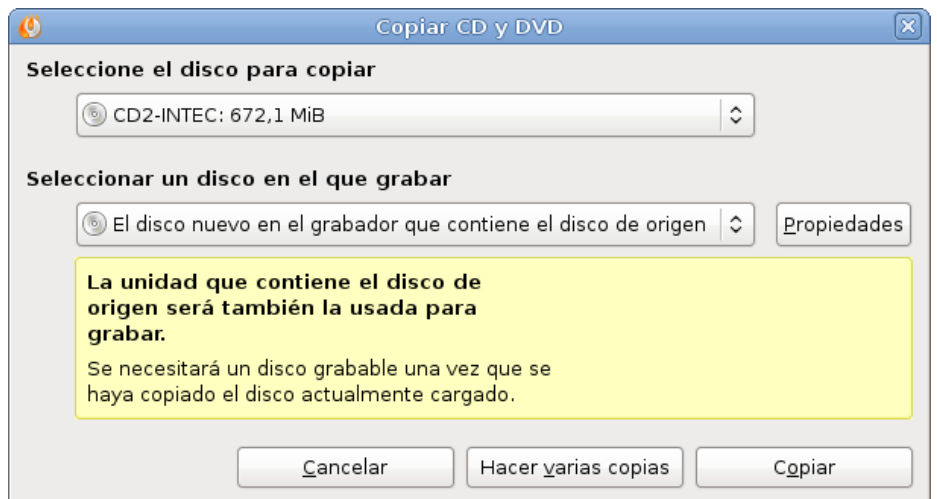 Copiar CD y DVD
Seleccione el disco para copiar
CD2-INTEC: 672,1 MiB
Seleccionar un disco en el que grabar
El disco nuevo en el grabador que contiene el disco de origen
Propiedades
La unidad que contiene el disco de
origen será también la usada para
grabar.
Se necesitará un disco grabable una vez que se
haya copiado el disco actualmente cargado.
Cancelar
Hacer varias copias
Copiar